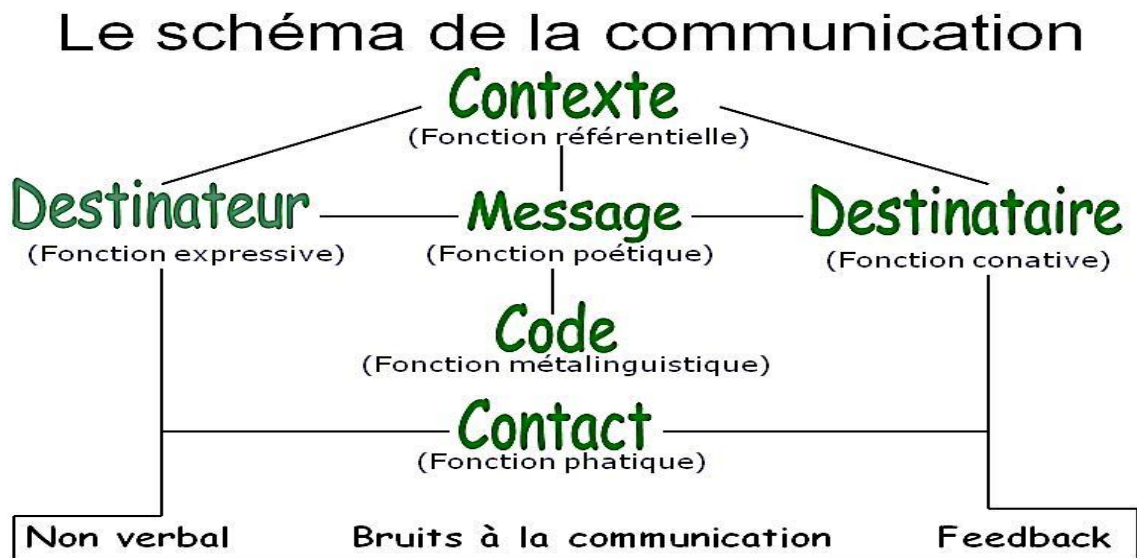 Le schéma de la communication
Contexte
(Fonction référentielle)
Destinateur Message Destinataire
(Fonction expressive) (Fonction poétique) (Fonction conative)
Code
(Fonction métalinguistique)
Contact
(Fonction phatique)
Non verbal Bruits à la communication Feedback